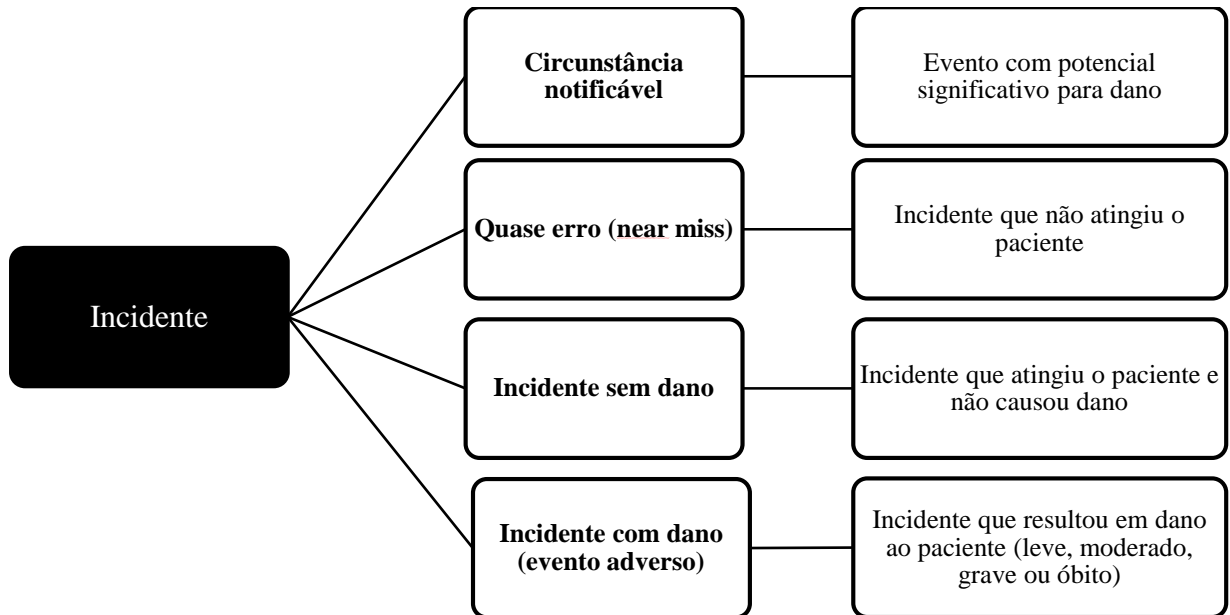 Circunstância
notificável
Evento com potencial
significativo para dano
Quase erro (near miss)
Incidente que não atingiu o
paciente
Incidente
Incidente sem dano
Incidente que atingiu o paciente e
não causou dano
Incidente com dano
(evento adverso)
Incidente que resultou em dano
ao paciente (leve, moderado,
grave ou óbito)